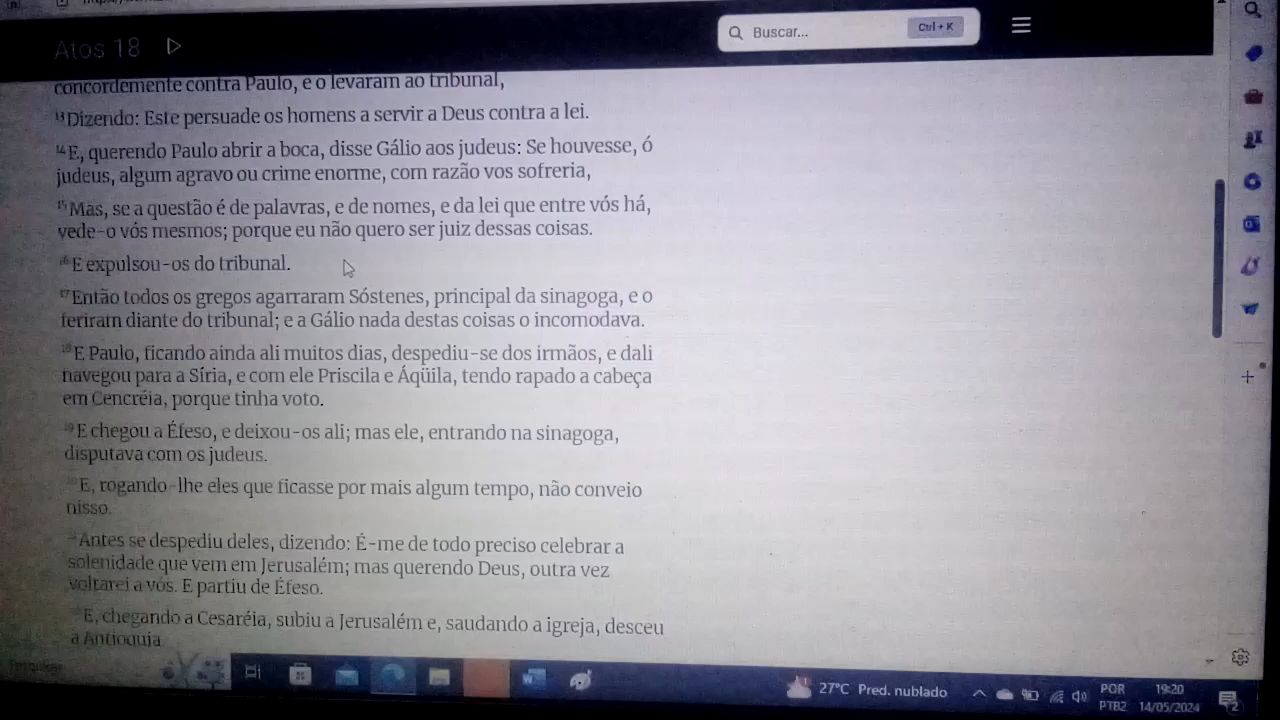 Atos 18
Buscar...
Ctrl + K
concordemente contra Paulo, e o levaram ao tribunal,
13 Dizendo: Este persuade os homens a servir a Deus contra a lei.
14 E, querendo Paulo abrir a boca, disse Gálio aos judeus: Se houvesse, ó
judeus, algum agravo ou crime enorme, com razão vos sofreria,
15 Mas, se a questão é de palavras, e de nomes, e da lei que entre vós há,
vede-o vós mesmos; porque eu não quero ser juiz dessas coisas.
16 E expulsou-os do tribunal.
17 Então todos os gregos agarraram Sóstenes, principal da sinagoga, e o
feriram diante do tribunal; e a Gálio nada destas coisas o incomodava.
18 E Paulo, ficando ainda ali muitos dias, despediu-se dos irmãos, e dali
navegou para a Síria, e com ele Priscila e Áqüila, tendo rapado a cabeça
em Cencréia, porque tinha voto.
19 E chegou a Éfeso, e deixou-os ali; mas ele, entrando na sinagoga,
disputava com os judeus.
E, rogando-lhe eles que ficasse por mais algum tempo, não conveio
nisso.
Antes se despediu deles, dizendo: É-me de todo preciso celebrar a
solenidade que vem em Jerusalém; mas querendo Deus, outra vez
voltarei a vós. E partiu de Éfeso.
E, chegando a Cesaréia, subiu a Jerusalém e, saudando a igreja, desceu
a Antioquia
Pesquisar
27°C Pred. nublado
POR
PTB2
19:20
14/05/2024
2